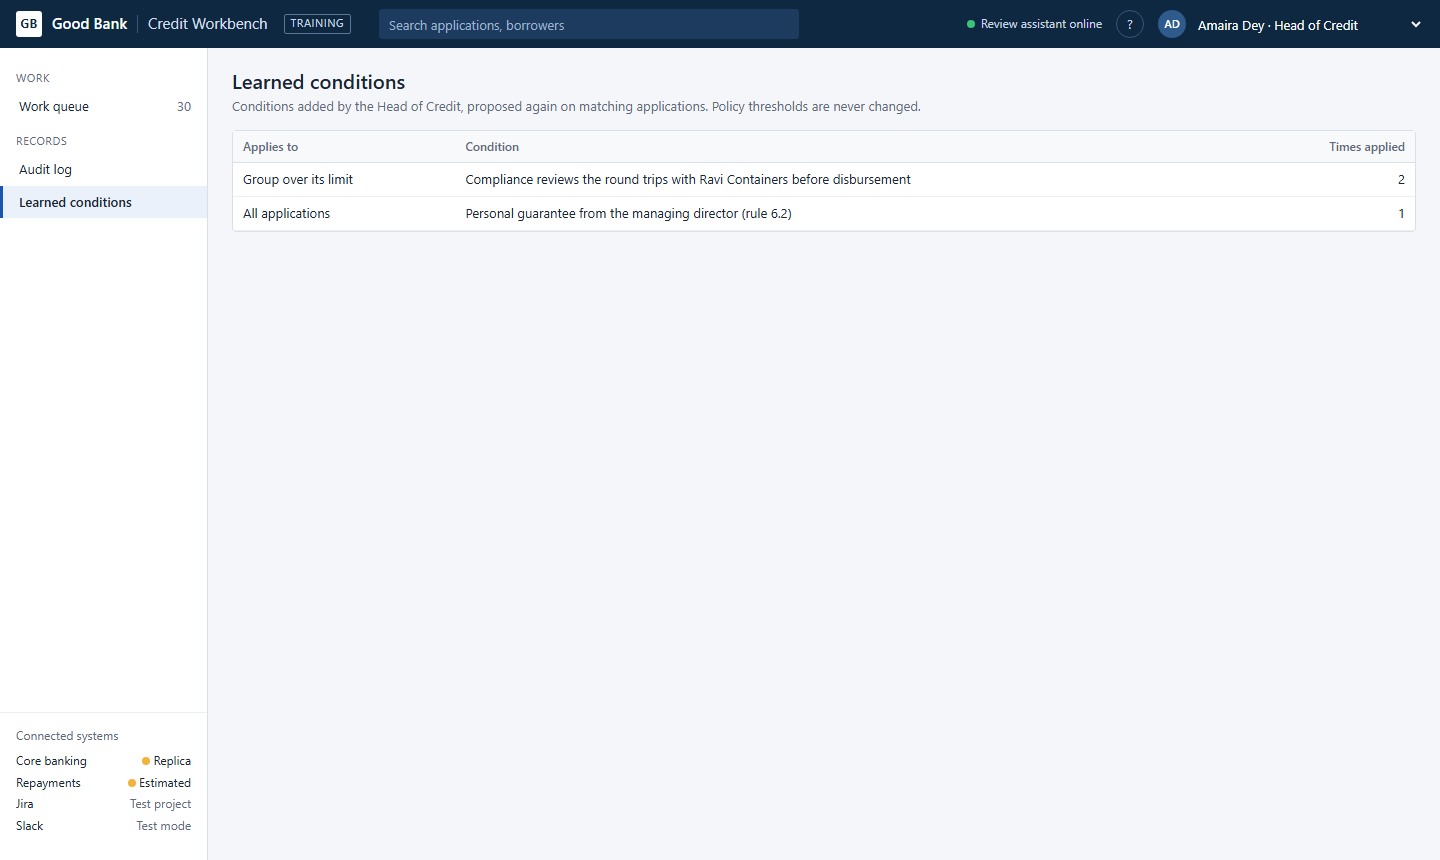 GB Good Bank Credit Workbench TRAINING Search applications, borrowers Review assistant online ? AD Amaira Dey · Head of Credit
WORK
Work queue 30
RECORDS
Audit log
Learned conditions
Connected systems
Core banking Replica
Repayments Estimated
Jira Test project
Slack Test mode
Learned conditions
Conditions added by the Head of Credit, proposed again on matching applications. Policy thresholds are never changed.
Applies to Condition Times applied
Group over its limit Compliance reviews the round trips with Ravi Containers before disbursement 2
All applications Personal guarantee from the managing director (rule 6.2) 1